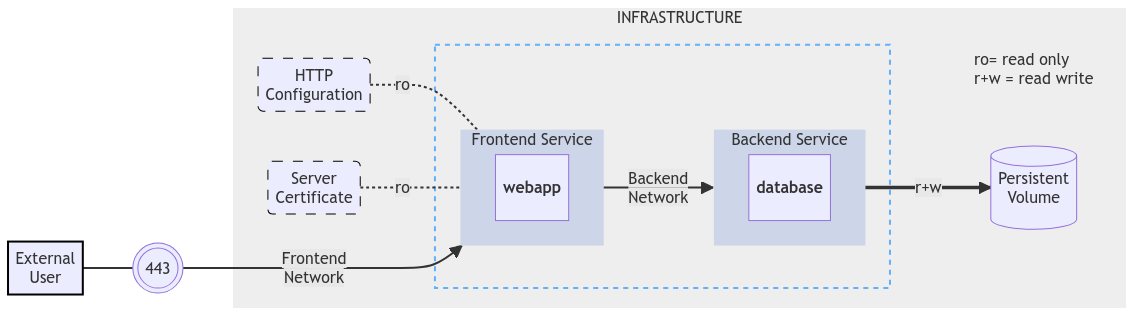 INFRASTRUCTURE
HTTP
Configuration
ro
ro= read only
r+w = read write
Frontend Service
webapp
Backend Service
database
Server
Certificate
ro
Backend
Network
r+w
Persistent
Volume
External
User
443
Frontend
Network